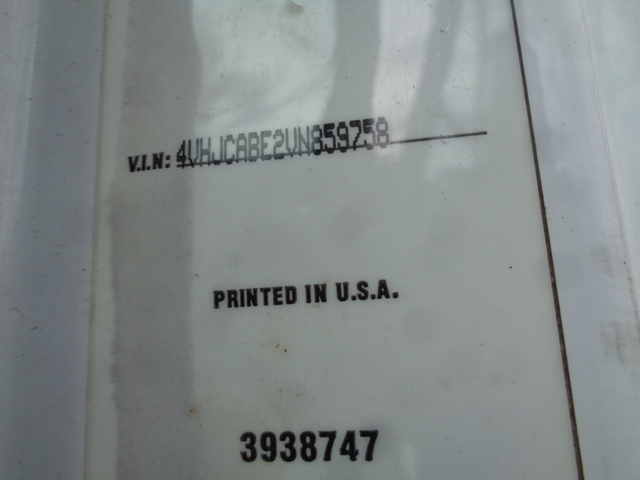 V.I.N: 4VHJCABE2VN859758
PRINTED IN U.S.A.
3938747